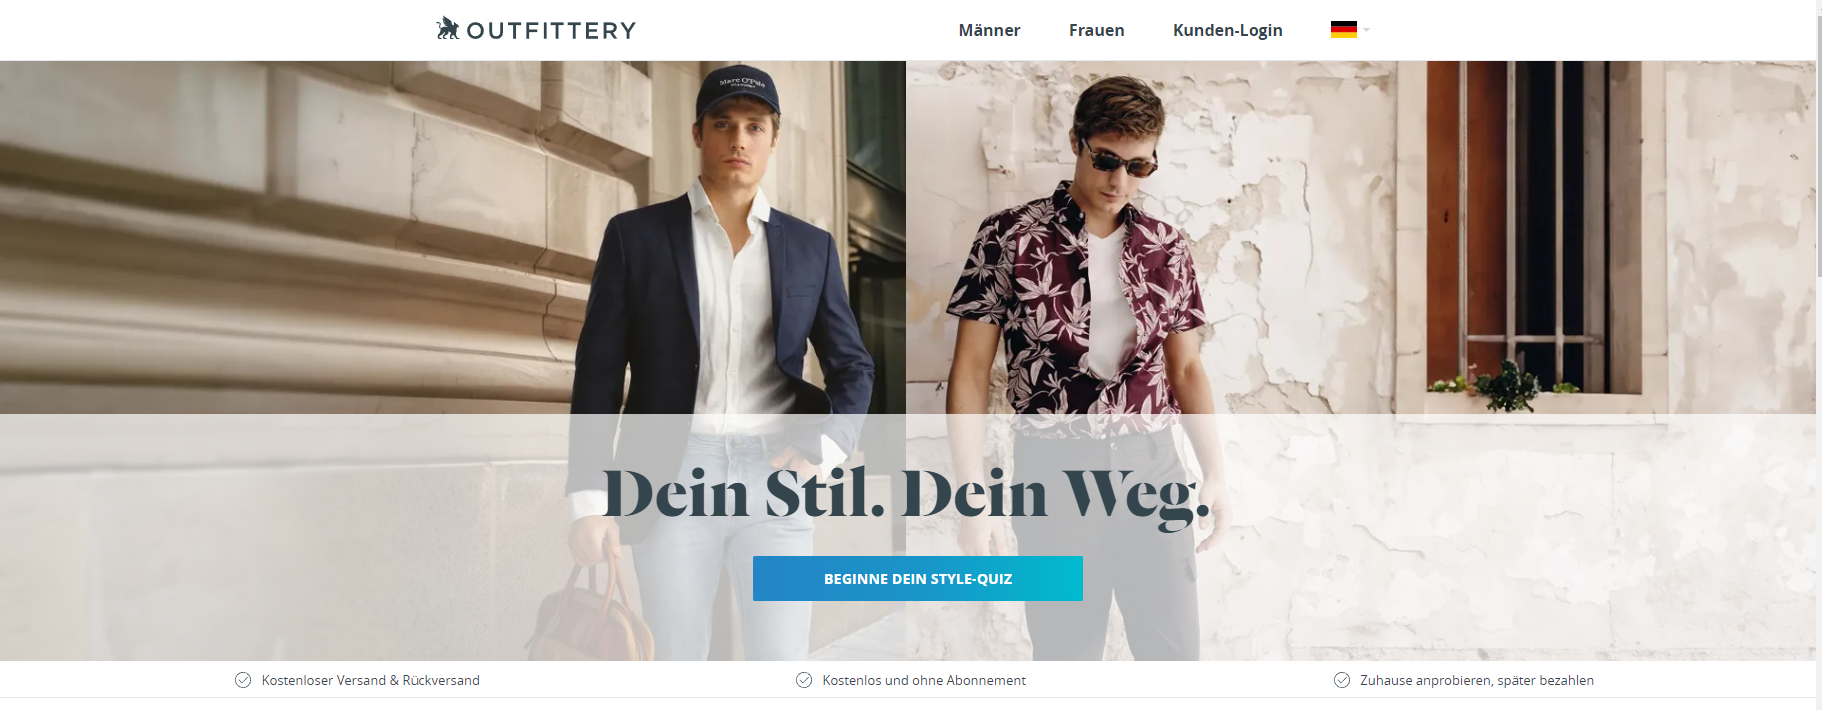 OUTFITTERY
Männer
Frauen
Kunden-Login
Marc O'Polo
Dein Stil. Dein Weg.
BEGINNE DEIN STYLE-QUIZ
Kostenloser Versand & Rückversand
Kostenlos und ohne Abonnement
Zuhause anprobieren, später bezahlen